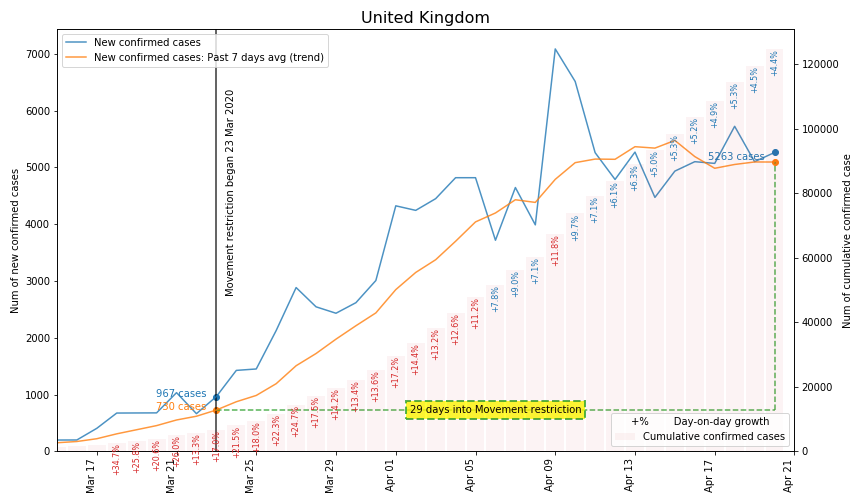 United Kingdom
New confirmed cases
New confirmed cases: Past 7 days avg (trend)
Movement restriction began 23 Mar 2020
Num of new confirmed cases
Num of cumulative confirmed case
7000
6000
5000
4000
3000
2000
1000
0
120000
100000
80000
60000
40000
20000
0
967 cases
730 cases
5263 cases
+34.7%
+25.8%
+20.6%
+26.0%
+13.3%
+17.0%
+21.5%
+18.0%
+22.3%
+24.7%
+17.5%
+14.2%
+13.4%
+13.6%
+17.2%
+14.4%
+13.2%
+12.6%
+11.2%
+7.8%
+9.0%
+7.1%
+11.8%
+9.7%
+7.1%
+6.1%
+6.3%
+5.0%
+5.3%
+5.2%
+4.9%
+5.3%
+4.5%
+4.4%
29 days into Movement restriction
+% Day-on-day growth
Cumulative confirmed cases
Mar 17
Mar 21
Mar 25
Mar 29
Apr 01
Apr 05
Apr 09
Apr 13
Apr 17
Apr 21